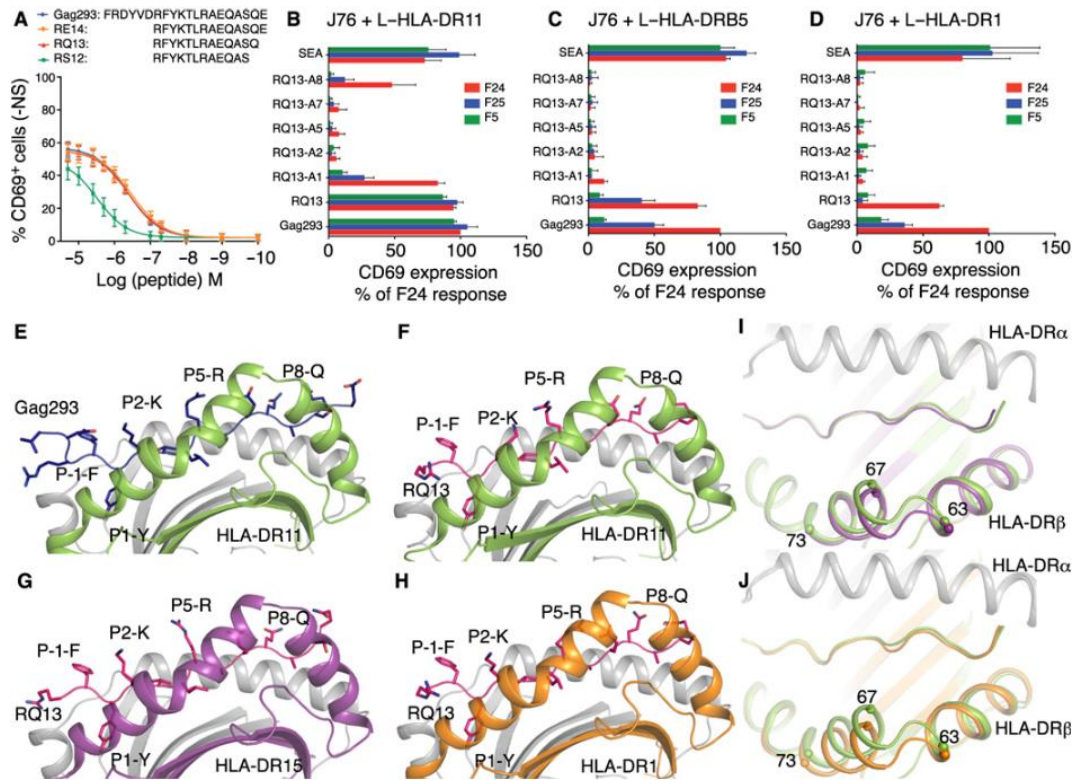 A
Gag293: FRDYVDRFYKTLRAEQASQE
RE14: RFYKTLRAEQASQE
RQ13: RFYKTLRAEQASQ
RS12: RFYKTLRAEQAS
% CD69+ cells (-NS)
100
80
60
40
20
0
-5 -6 -7 -8 -9 -10
Log (peptide) M
B
J76 + L-HLA-DR11
SEA
RQ13-A8
RQ13-A7
RQ13-A5
RQ13-A2
RQ13-A1
RQ13
Gag293
F24
F25
F5
0 50 100 150
CD69 expression
% of F24 response
C
J76 + L-HLA-DRB5
SEA
RQ13-A8
RQ13-A7
RQ13-A5
RQ13-A2
RQ13-A1
RQ13
Gag293
F24
F25
F5
0 50 100 150
CD69 expression
% of F24 response
D
J76 + L-HLA-DR1
SEA
RQ13-A8
RQ13-A7
RQ13-A5
RQ13-A2
RQ13-A1
RQ13
Gag293
F24
F25
F5
0 50 100 150
CD69 expression
% of F24 response
E
P5-R
P8-Q
Gag293
P2-K
P-1-F
P1-Y
HLA-DR11
F
P5-R
P8-Q
P2-K
P-1-F
RQ13
P1-Y
HLA-DR11
G
P5-R
P8-Q
P2-K
P-1-F
RQ13
P1-Y
HLA-DR15
H
P5-R
P8-Q
P2-K
P-1-F
RQ13
P1-Y
HLA-DR1
I
HLA-DRα
67
63
73
HLA-DRβ
J
HLA-DRα
67
63
73
HLA-DRβ